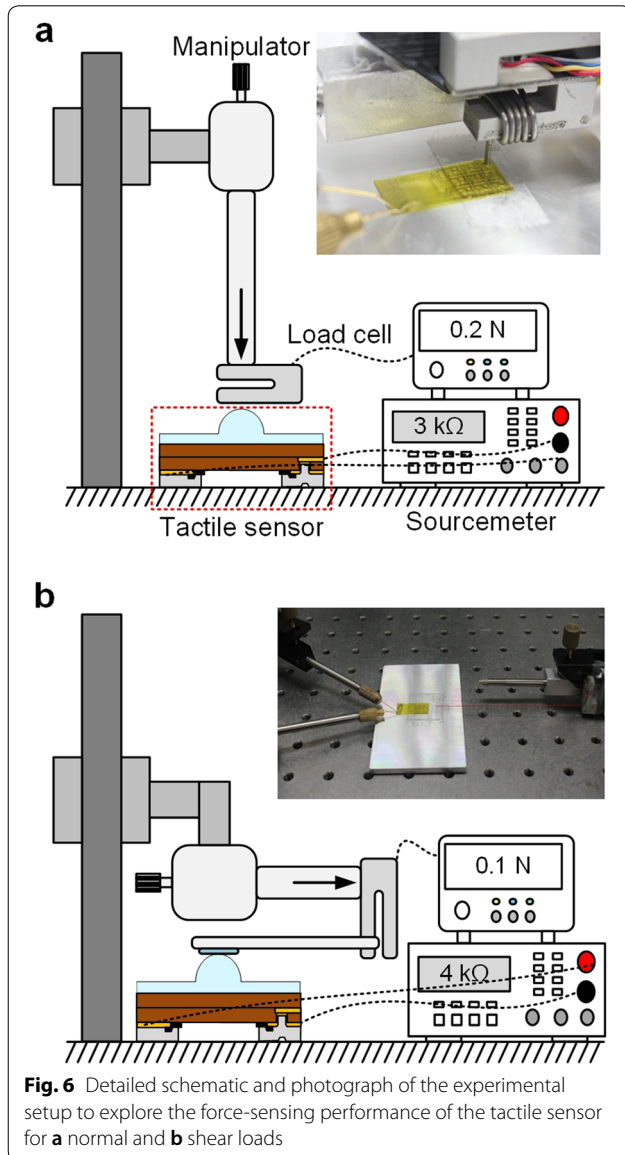 a
Manipulator
Load cell
0.2 N
3 kΩ
Tactile sensor
Sourcemeter
b
0.1 N
4 kΩ
Fig. 6 Detailed schematic and photograph of the experimental
setup to explore the force-sensing performance of the tactile sensor
for a normal and b shear loads